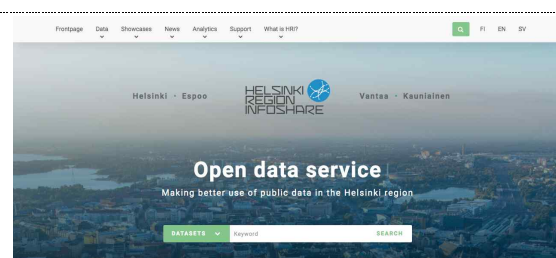 Frontpage Data Showcases News Analytics Support What is HRI? FI EN SV
Helsinki · Espoo
HELSINKI
REGION
INFOSHARE
Vantaa · Kauniainen
Open data service
Making better use of public data in the Helsinki region
DATASETS Keyword SEARCH